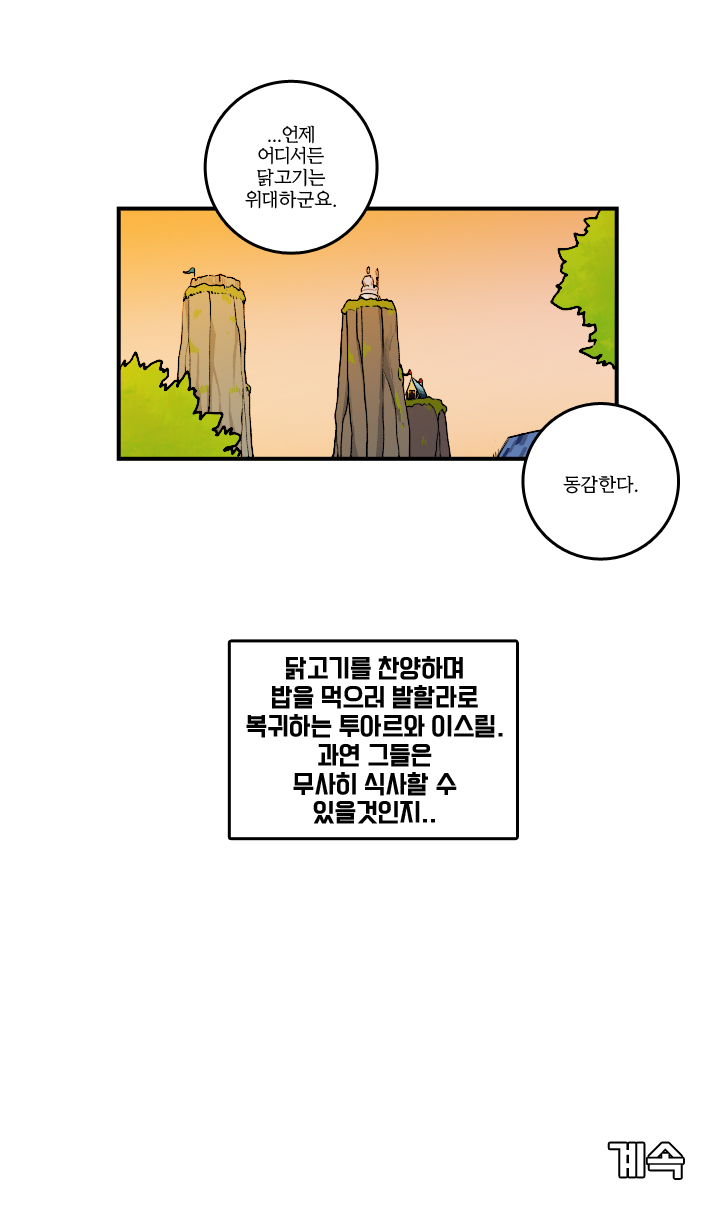 ...언제
어디서든
닭고기는
위대하군요.
동감한다.
닭고기를 찬양하며
밥을 먹으러 발할라로
복귀하는 투아르와 이스릴.
과연 그들은
무사히 식사할 수
있을것인지..
계속